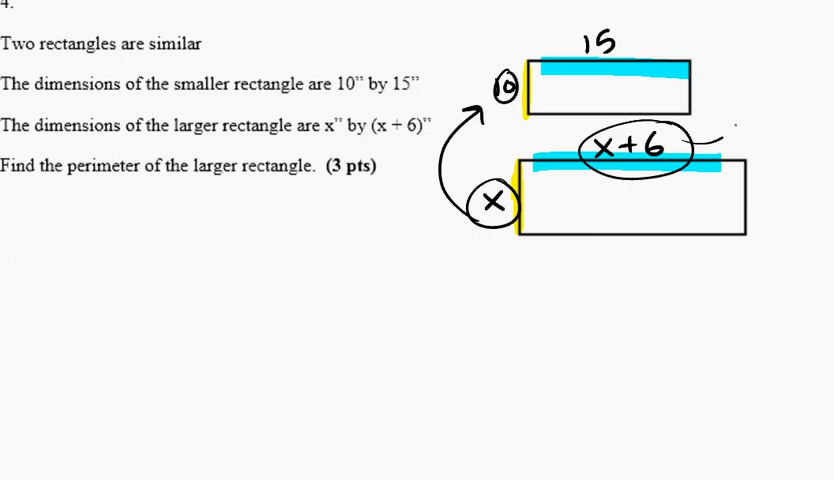 4.
Two rectangles are similar
The dimensions of the smaller rectangle are 10” by 15”
The dimensions of the larger rectangle are x” by (x + 6)”
Find the perimeter of the larger rectangle. (3 pts)
15
10
x+6
x